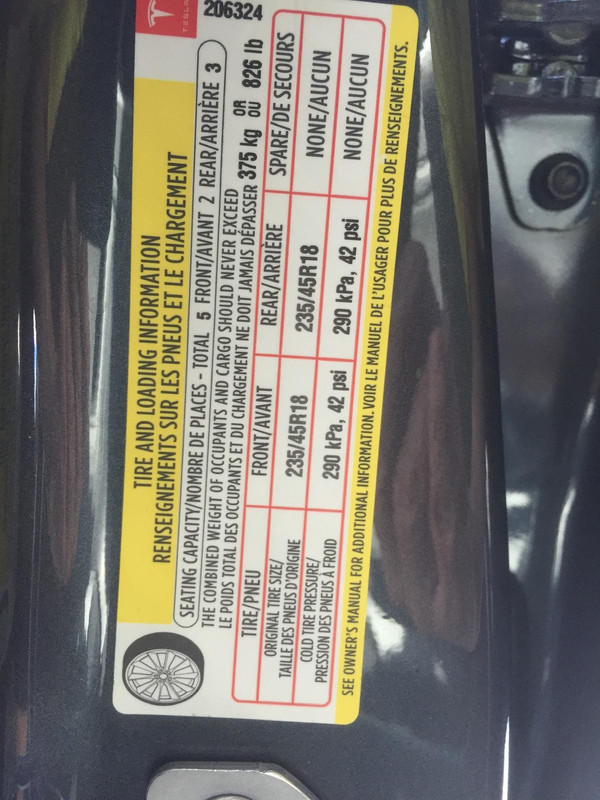 TESLA
206324
TIRE AND LOADING INFORMATION
RENSEIGNEMENTS SUR LES PNEUS ET LE CHARGEMENT
SEATING CAPACITY/NOMBRE DE PLACES - TOTAL 5 FRONT/AVANT 2 REAR/ARRIÈRE 3
THE COMBINED WEIGHT OF OCCUPANTS AND CARGO SHOULD NEVER EXCEED
LE POIDS TOTAL DES OCCUPANTS ET DU CHARGEMENT NE DOIT JAMAIS DÉPASSER 375 kg OR OU 826 lb
TIRE/PNEU FRONT/AVANT REAR/ARRIÈRE SPARE/DE SECOURS
ORIGINAL TIRE SIZE/
TAILLE DES PNEUS D'ORIGINE 235/45R18 235/45R18 NONE/AUCUN
COLD TIRE PRESSURE/
PRESSION DES PNEUS À FROID 290 kPa, 42 psi 290 kPa, 42 psi NONE/AUCUN
SEE OWNER'S MANUAL FOR ADDITIONAL INFORMATION.VOIR LE MANUEL DE L'USAGER POUR PLUS DE RENSEIGNEMENTS.